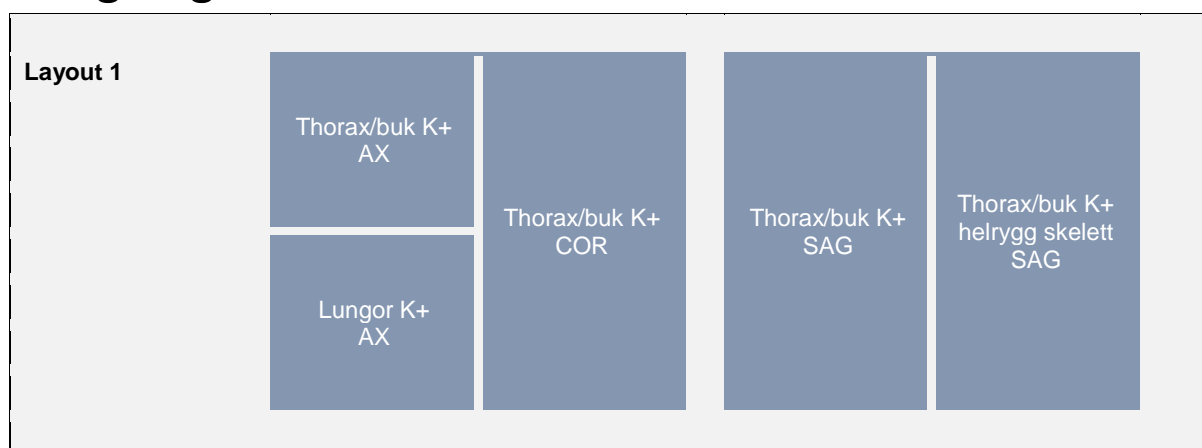 Layout 1
Thorax/buk K+
AX
Lungor K+
AX
Thorax/buk K+
COR
Thorax/buk K+
SAG
Thorax/buk K+
helrygg skelett
SAG